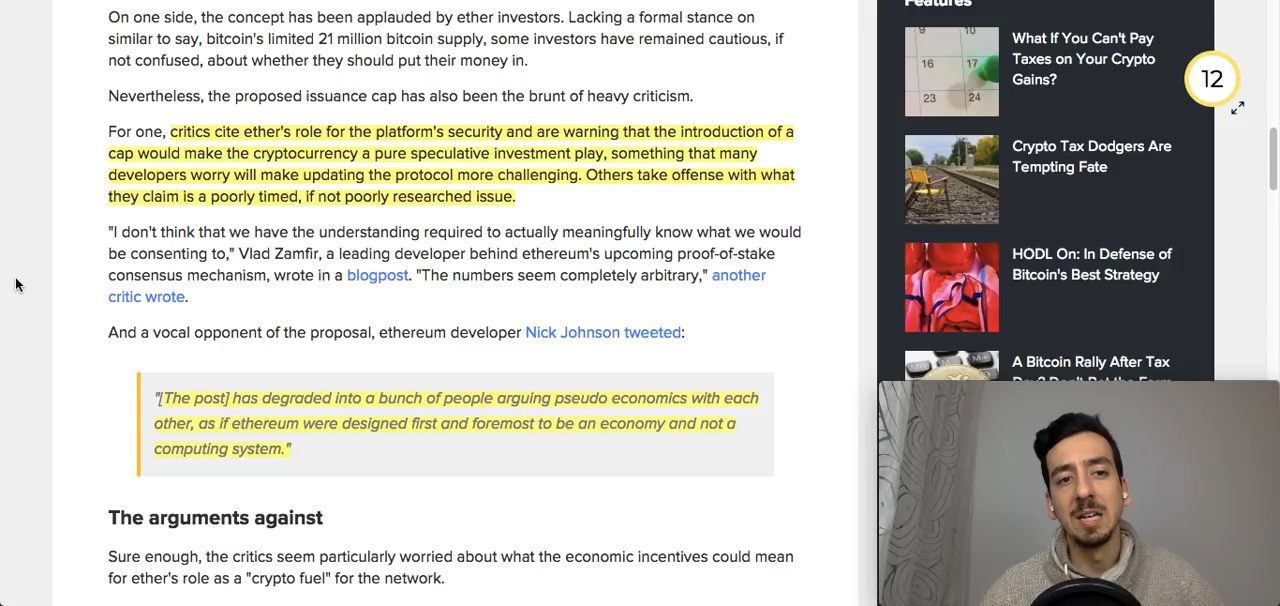 On one side, the concept has been applauded by ether investors. Lacking a formal stance on
similar to say, bitcoin's limited 21 million bitcoin supply, some investors have remained cautious, if
not confused, about whether they should put their money in.
Nevertheless, the proposed issuance cap has also been the brunt of heavy criticism.
For one, critics cite ether's role for the platform's security and are warning that the introduction of a
cap would make the cryptocurrency a pure speculative investment play, something that many
developers worry will make updating the protocol more challenging. Others take offense with what
they claim is a poorly timed, if not poorly researched issue.
"I don't think that we have the understanding required to actually meaningfully know what we would
be consenting to," Vlad Zamfir, a leading developer behind ethereum's upcoming proof-of-stake
consensus mechanism, wrote in a blogpost. "The numbers seem completely arbitrary," another
critic wrote.
And a vocal opponent of the proposal, ethereum developer Nick Johnson tweeted:
"[The post] has degraded into a bunch of people arguing pseudo economics with each
other, as if ethereum were designed first and foremost to be an economy and not a
computing system."
The arguments against
Sure enough, the critics seem particularly worried about what the economic incentives could mean
for ether's role as a "crypto fuel" for the network.
Features
9 10
16 17
23 24
What If You Can't Pay
Taxes on Your Crypto
Gains?
12
Crypto Tax Dodgers Are
Tempting Fate
HODL On: In Defense of
Bitcoin's Best Strategy
A Bitcoin Rally After Tax
Day? Don't Bet the Farm